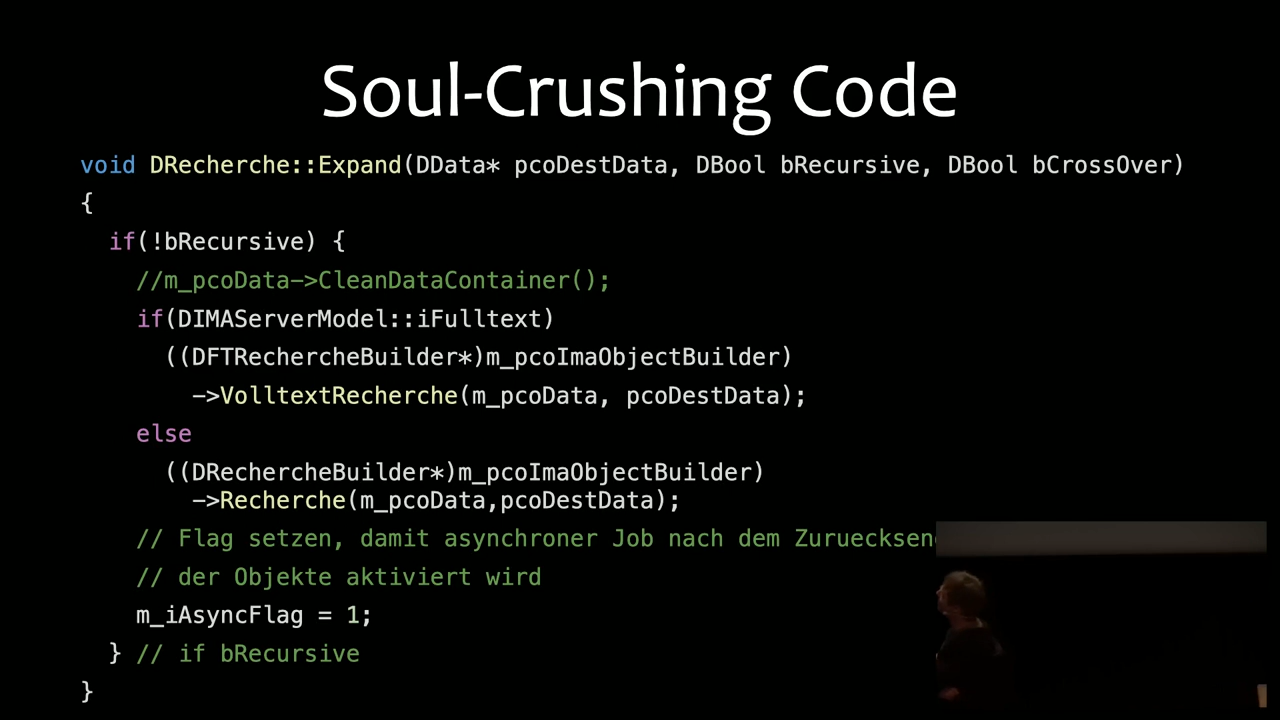 Soul-Crushing Code
void DRecherche::Expand(DData* pcoDestData, DBool bRecursive, DBool bCrossOver)
{
if(!bRecursive) {
//m_pcoData->CleanDataContainer();
if(DIMAServerModel::iFulltext)
((DFTRechercheBuilder*)m_pcoImaObjectBuilder)
->VolltextRecherche(m_pcoData, pcoDestData);
else
((DRechercheBuilder*)m_pcoImaObjectBuilder)
->Recherche(m_pcoData,pcoDestData);
// Flag setzen, damit asynchroner Job nach dem
// der Objekte aktiviert wird
m_iAsyncFlag = 1;
} // if bRecursive
}